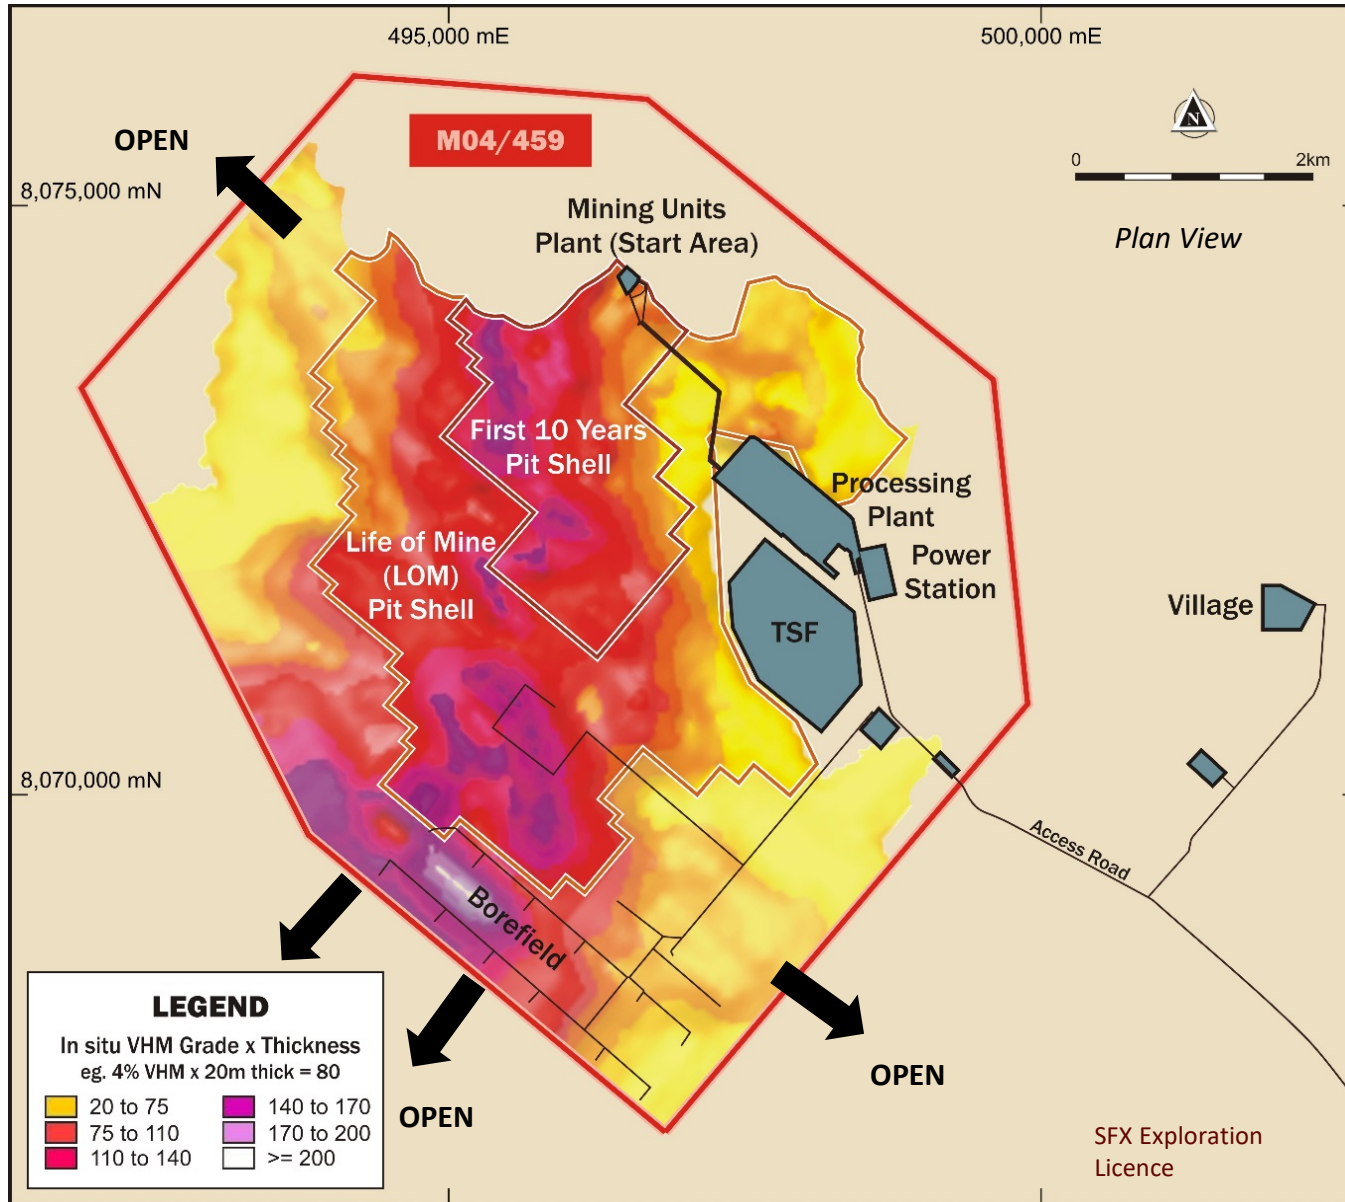 495,000 mE
500,000 mE
OPEN
M04/459
N
0
2km
8,075,000 mN
Mining Units
Plant (Start Area)
Plan View
First 10 Years
Pit Shell
Processing
Plant
Life of Mine
(LOM)
Pit Shell
Power
Station
Village
TSF
8,070,000 mN
Access Road
Borefield
LEGEND
In situ VHM Grade x Thickness
eg. 4% VHM x 20m thick = 80
20 to 75
140 to 170
75 to 110
170 to 200
110 to 140
>= 200
OPEN
OPEN
SFX Exploration
Licence